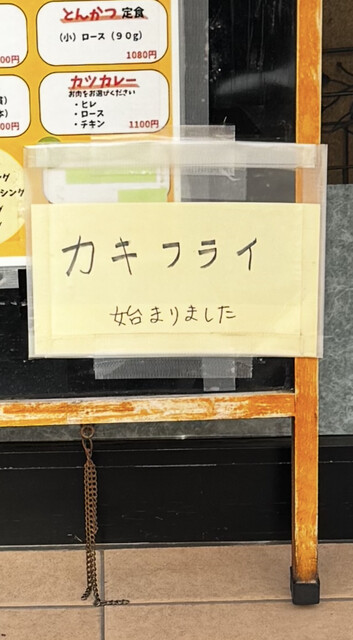 とんかつ 定食
(小) ロース (90g)
1080円
カツカレー
お肉をお選びください
・ヒレ
・ロース
・チキン
1100円
カキフライ
始まりました